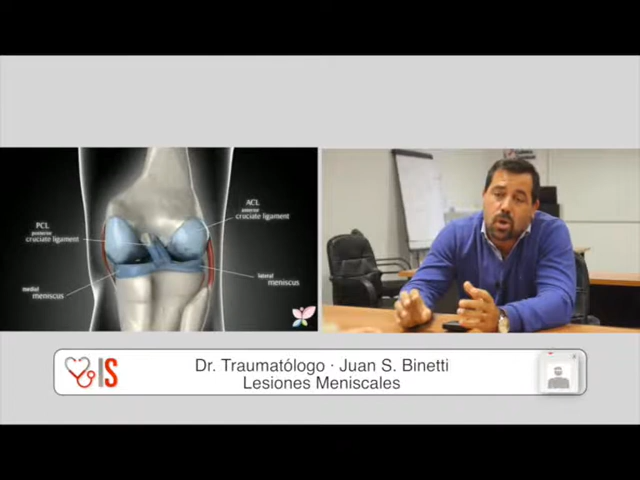 ACL
anterior
cruciate ligament
PCL
posterior
cruciate ligament
medial
meniscus
lateral
meniscus
IS
Dr. Traumatólogo · Juan S. Binetti
Lesiones Meniscales